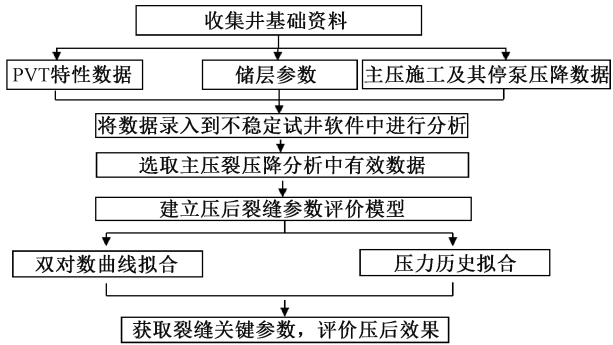 收集井基础资料
PVT特性数据
储层参数
主压施工及其停泵压降数据
将数据录入到不稳定试井软件中进行分析
选取主压裂压降分析中有效数据
建立压后裂缝参数评价模型
双对数曲线拟合
压力历史拟合
获取裂缝关键参数，评价压后效果